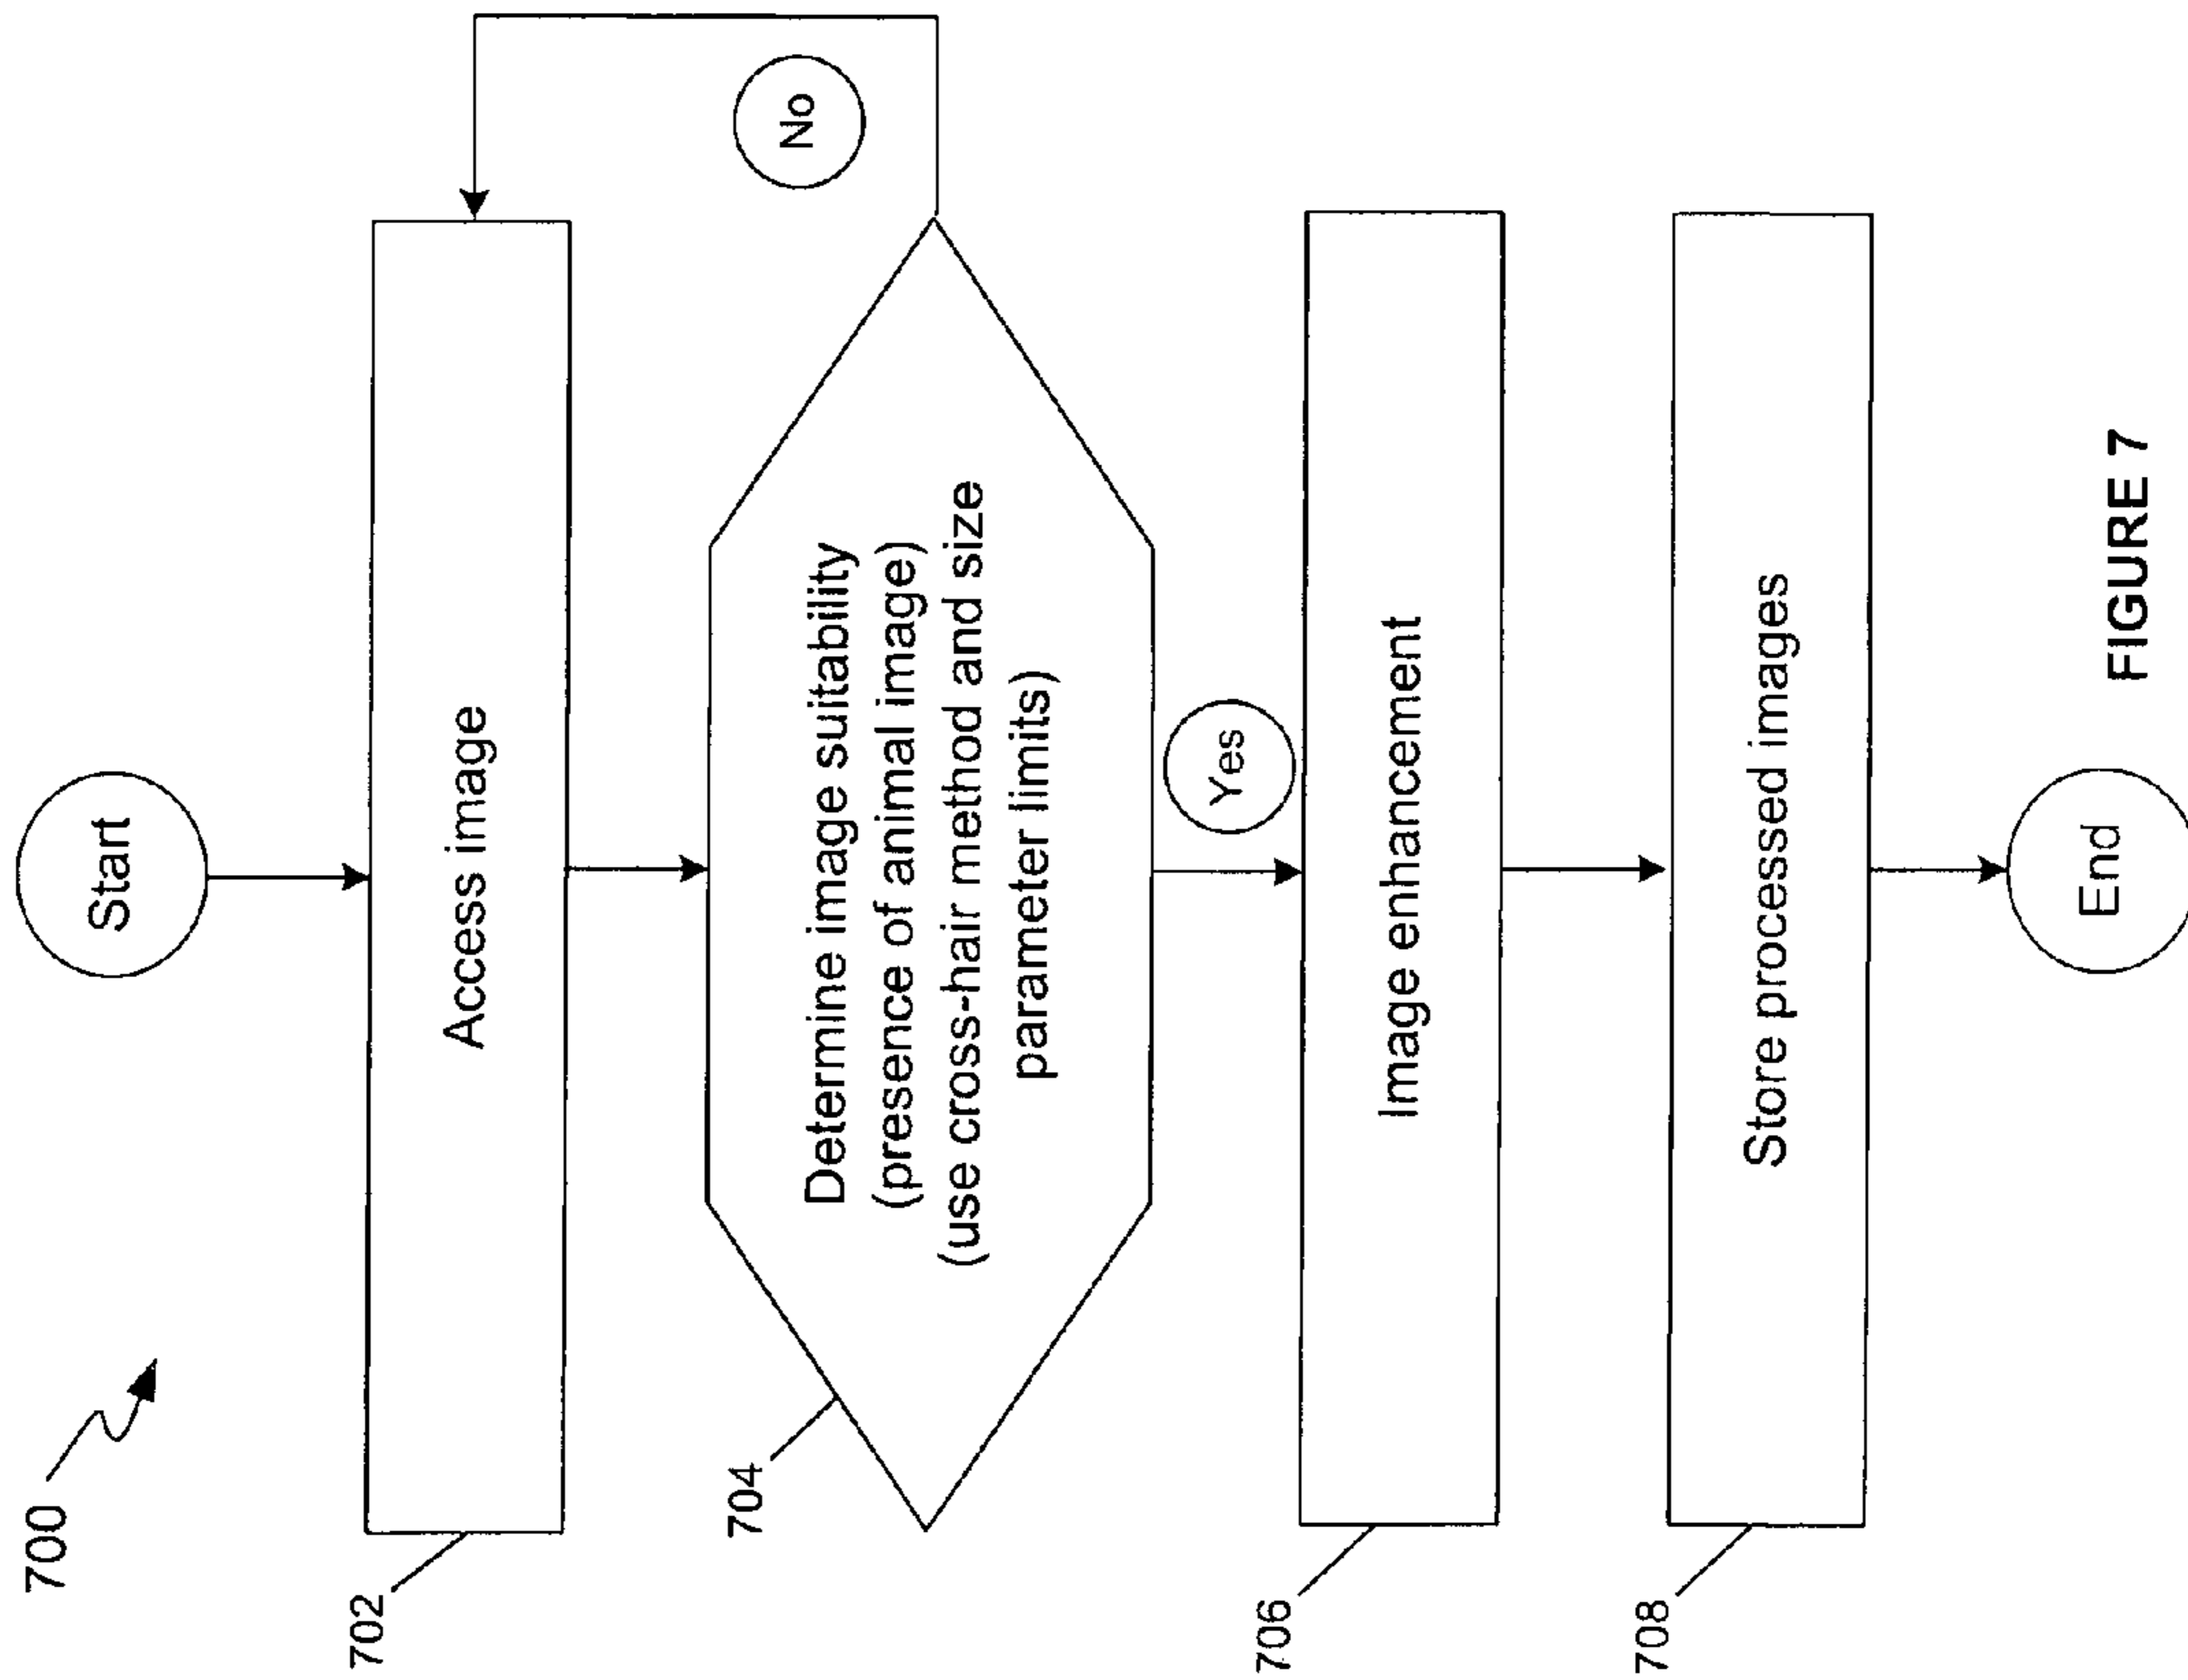 700
Start
702
Access image
No
704
Determine image suitability
(presence of animal image)
(use cross-hair method and size
parameter limits)
Yes
706
Image enhancement
708
Store processed images
End
FIGURE 7